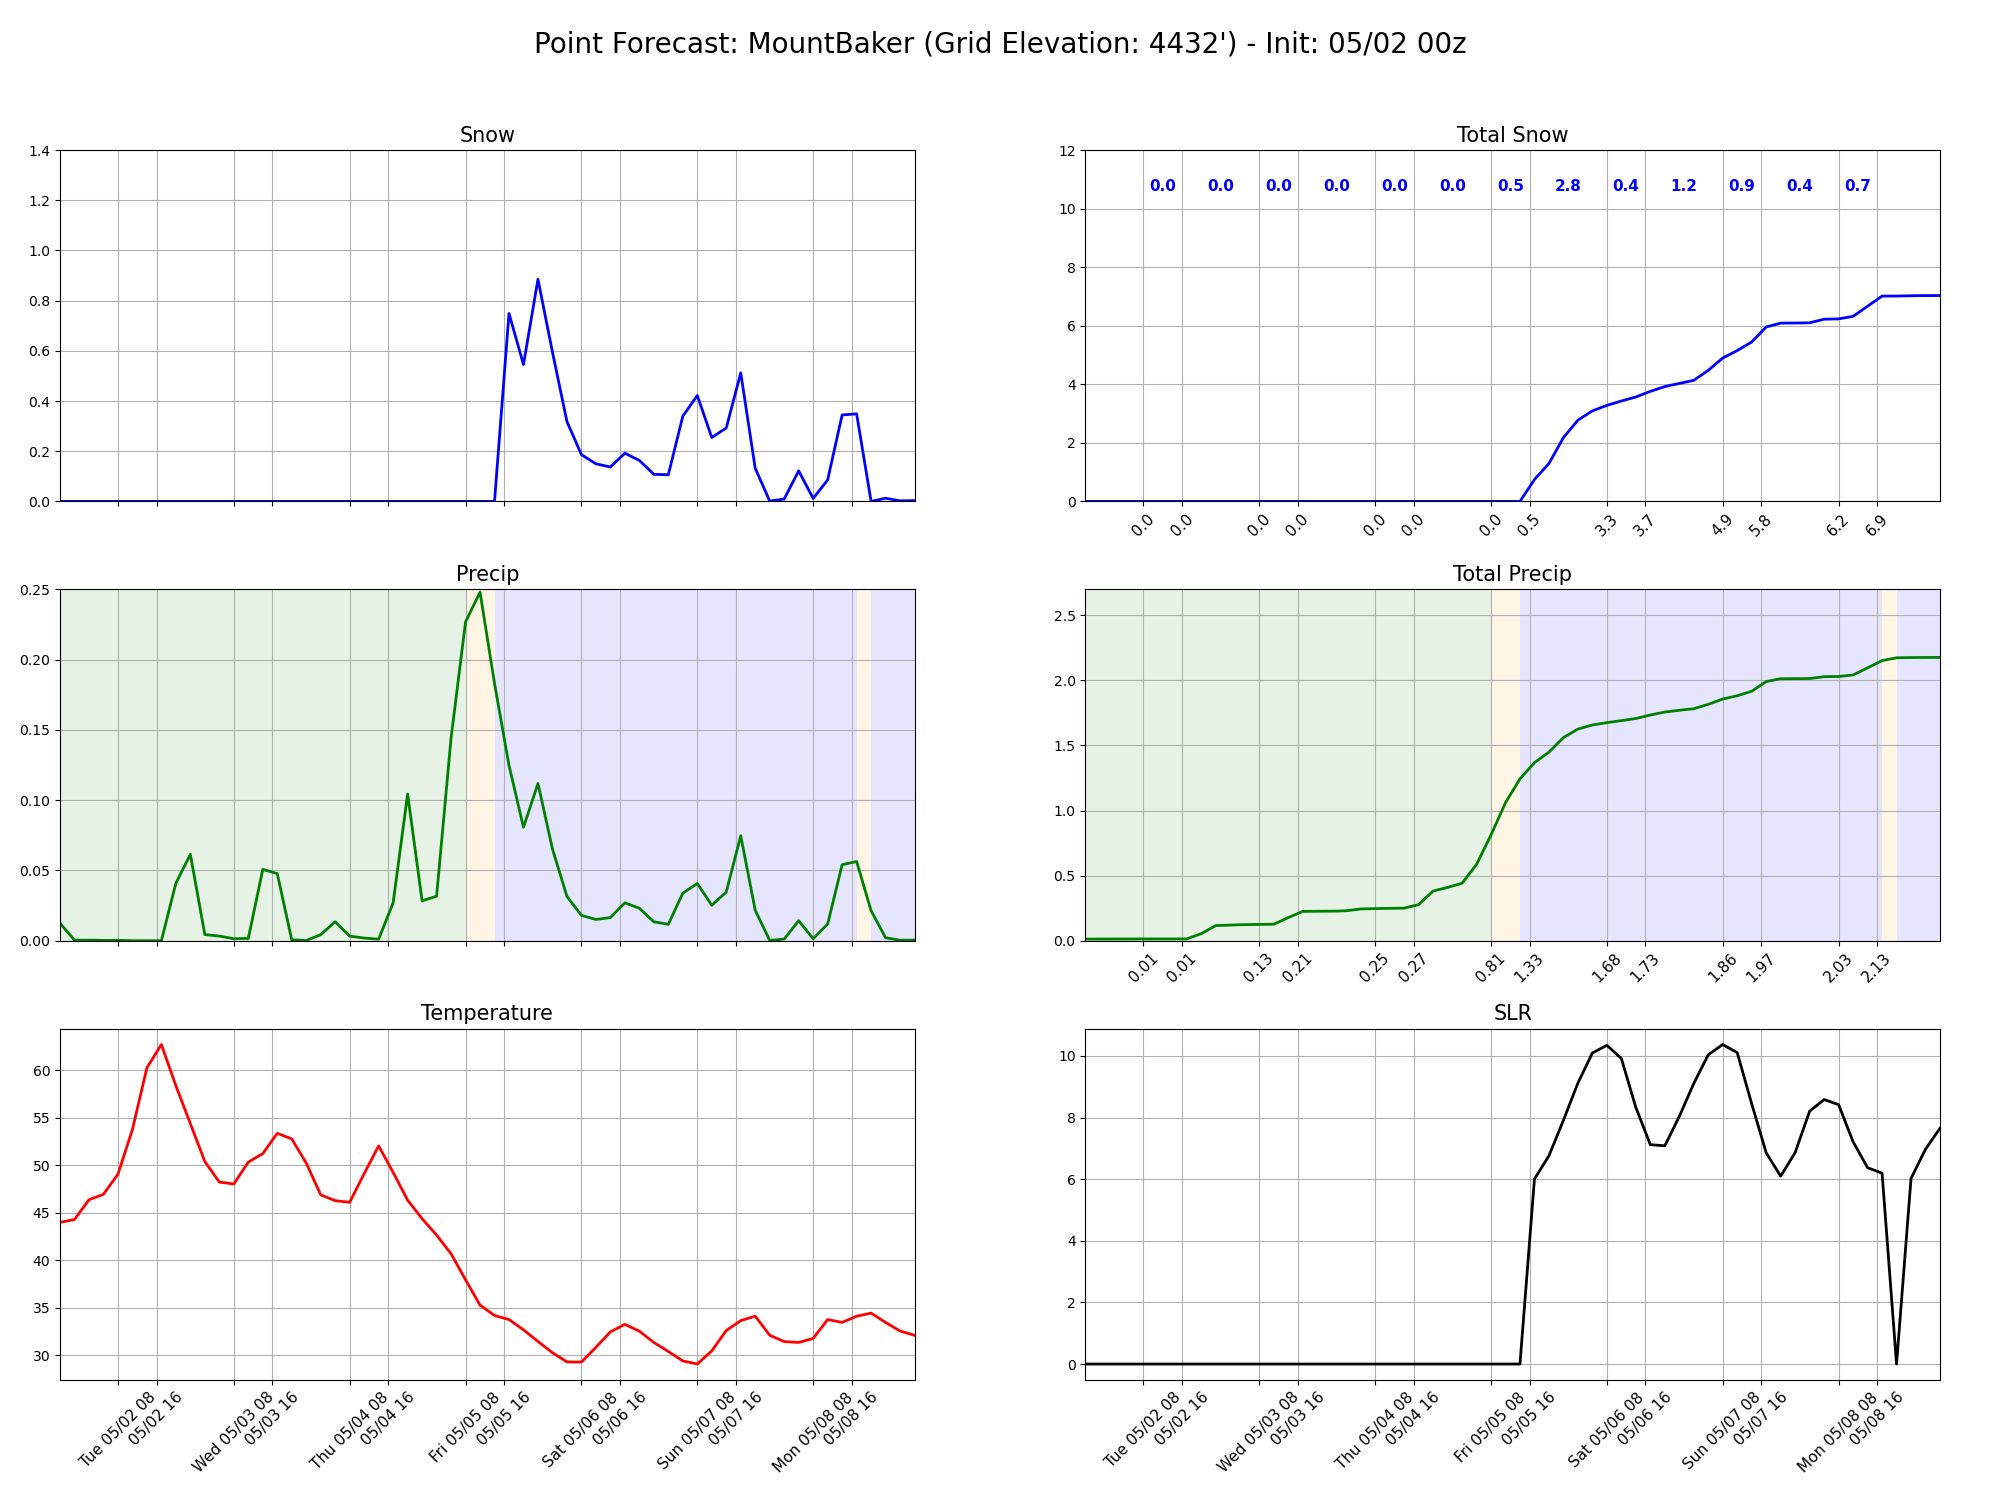 Point Forecast: MountBaker (Grid Elevation: 4432') - Init: 05/02 00z
Snow
1.4
1.2
1.0
0.8
0.6
0.4
0.2
0.0
Total Snow
12
10
8
6
4
2
0
0.0 0.0 0.0 0.0 0.0 0.0 0.5 2.8 0.4 1.2 0.9 0.4 0.7
0.0 0.0 0.0 0.0 0.0 0.0 0.0 0.5 3.3 3.7 4.9 5.8 6.2 6.9
Precip
0.25
0.20
0.15
0.10
0.05
0.00
Total Precip
2.5
2.0
1.5
1.0
0.5
0.0
0.01 0.01 0.13 0.21 0.25 0.27 0.81 1.33 1.68 1.73 1.86 1.97 2.03 2.13
Temperature
60
55
50
45
40
35
30
Tue 05/02 08
05/02 16
Wed 05/03 08
05/03 16
Thu 05/04 08
05/04 16
Fri 05/05 08
05/05 16
Sat 05/06 08
05/06 16
Sun 05/07 08
05/07 16
Mon 05/08 08
05/08 16
SLR
10
8
6
4
2
0
Tue 05/02 08
05/02 16
Wed 05/03 08
05/03 16
Thu 05/04 08
05/04 16
Fri 05/05 08
05/05 16
Sat 05/06 08
05/06 16
Sun 05/07 08
05/07 16
Mon 05/08 08
05/08 16